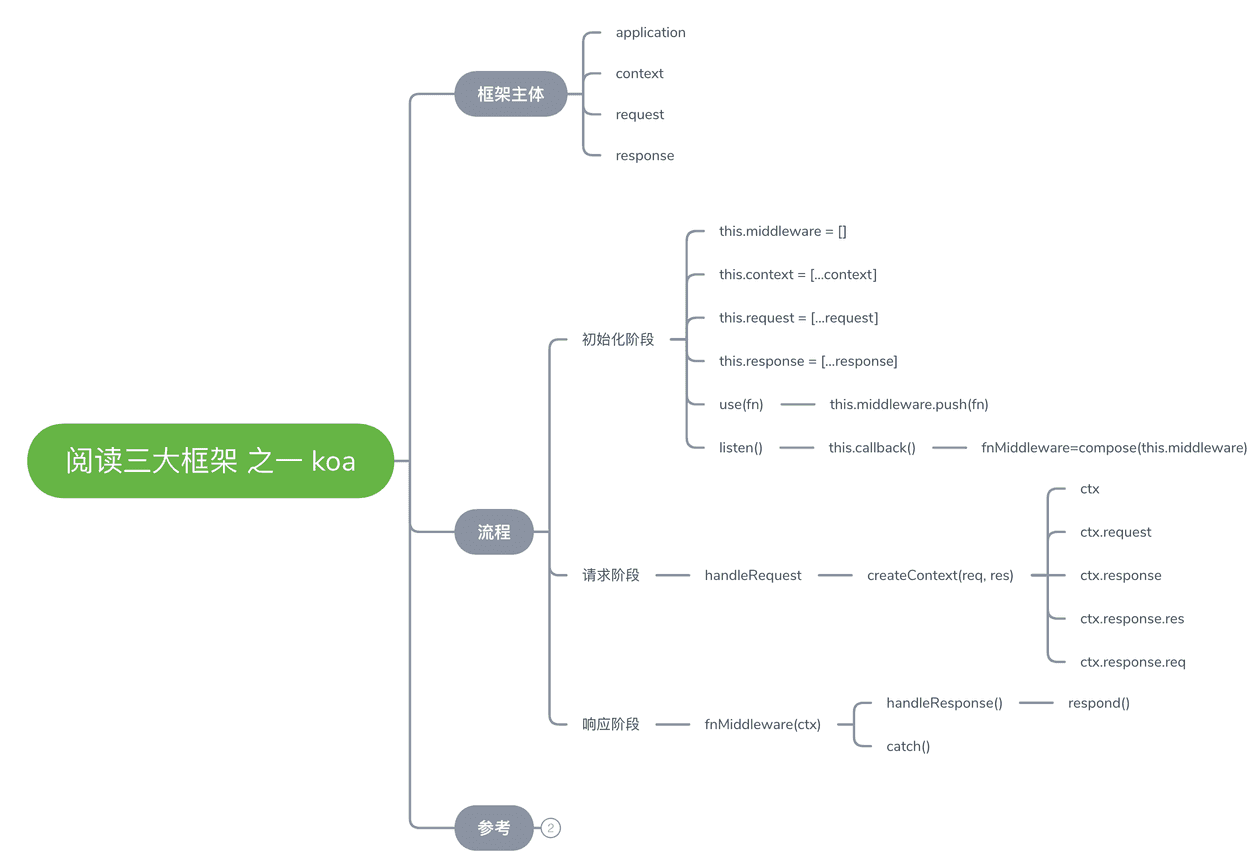 阅读三大框架 之一 koa
框架主体
application
context
request
response
流程
初始化阶段
this.middleware = []
this.context = [...context]
this.request = [...request]
this.response = [...response]
use(fn)
this.middleware.push(fn)
listen()
this.callback()
fnMiddleware=compose(this.middleware)
请求阶段
handleRequest
createContext(req, res)
ctx
ctx.request
ctx.response
ctx.response.res
ctx.response.req
响应阶段
fnMiddleware(ctx)
handleResponse()
respond()
catch()
参考
2